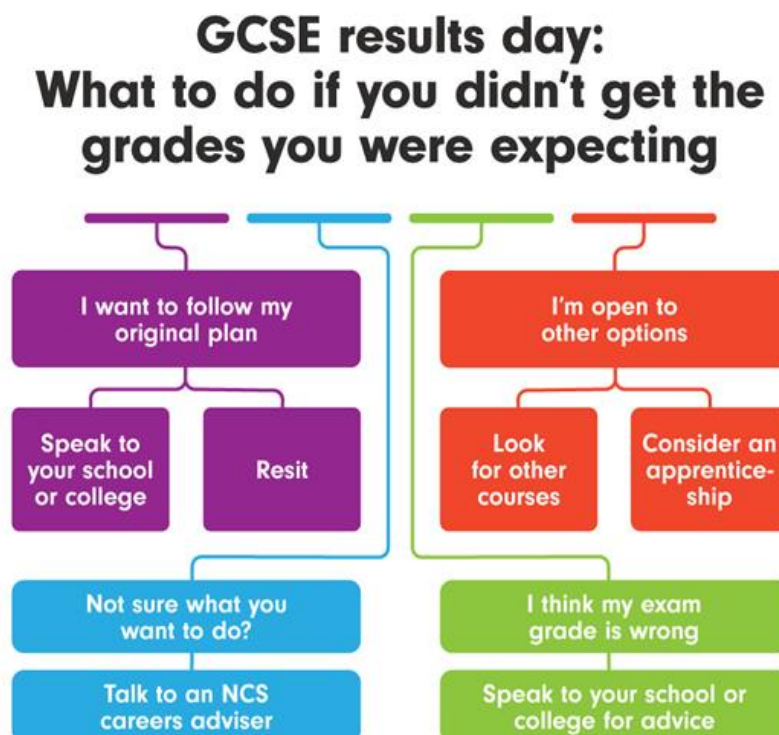 GCSE results day:
What to do if you didn't get the
grades you were expecting
I want to follow my
original plan
Speak to
your school
or college
Resit
I'm open to
other options
Look
for other
courses
Consider an
apprentice-
ship
Not sure what you
want to do?
Talk to an NCS
careers adviser
I think my exam
grade is wrong
Speak to your school or
college for advice